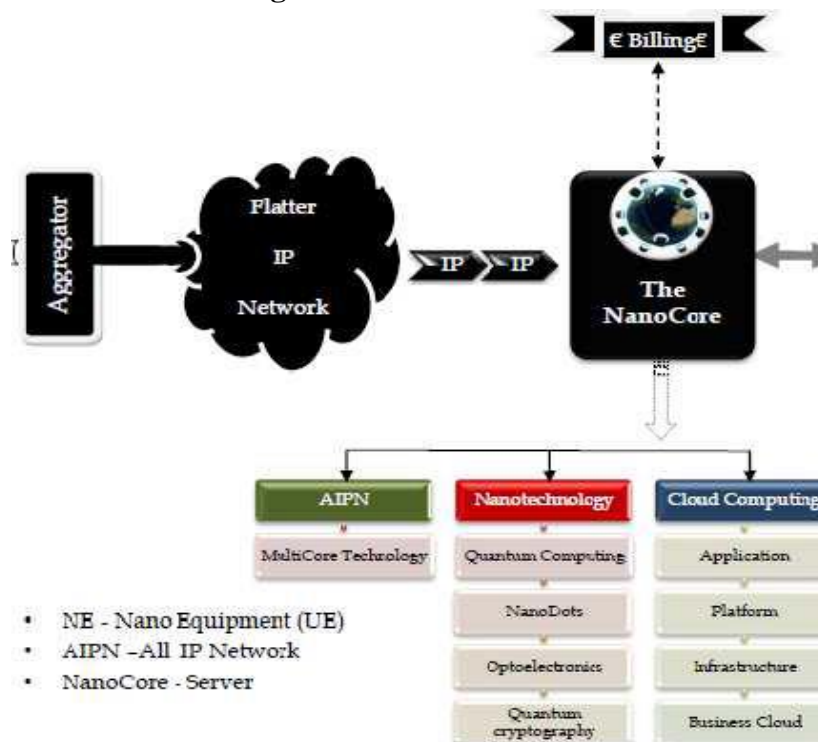 € Billing€
Aggregator
Flatter
IP
Network
IP
IP
The
NanoCore
AIPN
Nanotechnology
Cloud Computing
MultiCore Technology
Quantum Computing
Application
NanoDots
Platform
Optoelectronics
Infrastructure
Quantum
cryptography
Business Cloud
• NE - Nano Equipment (UE)
• AIPN –All IP Network
• NanoCore - Server